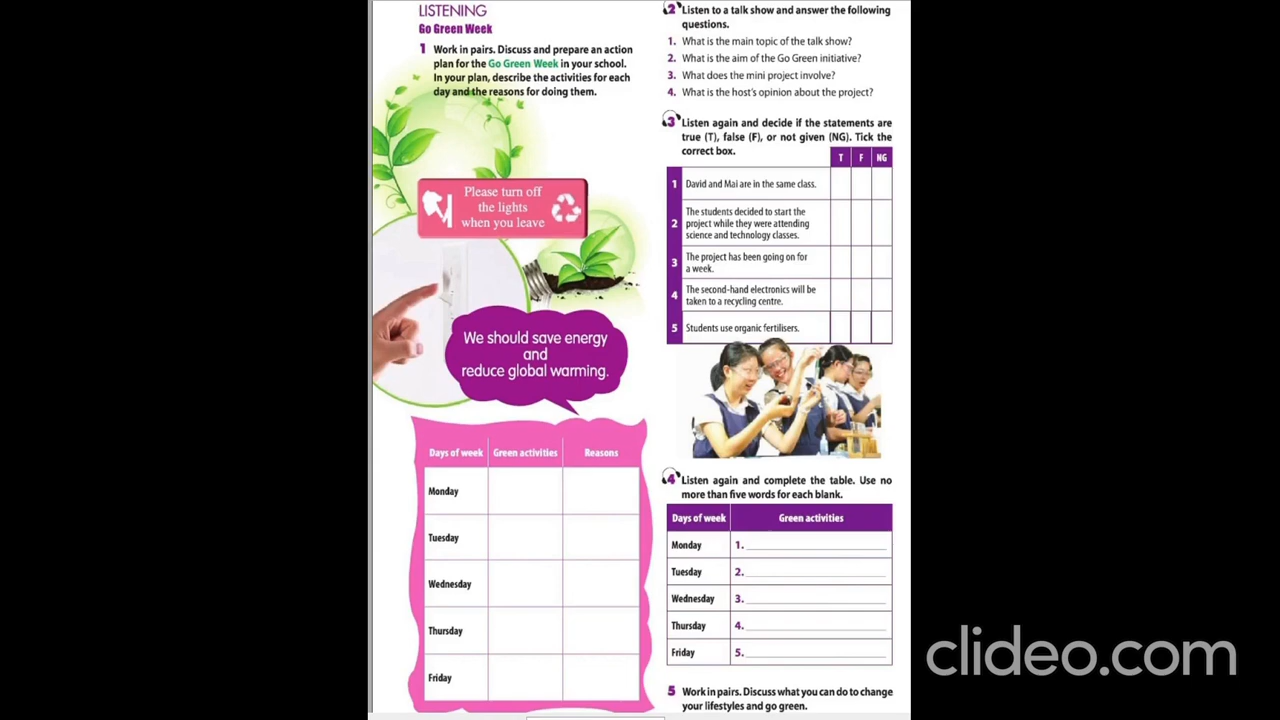 LISTENING
Go Green Week
1 Work in pairs. Discuss and prepare an action
plan for the Go Green Week in your school.
In your plan, describe the activities for each
day and the reasons for doing them.
Please turn off
the lights
when you leave
We should save energy
and
reduce global warming.
Days of week Green activities Reasons
Monday
Tuesday
Wednesday
Thursday
Friday
2 Listen to a talk show and answer the following
questions.
1. What is the main topic of the talk show?
2. What is the aim of the Go Green initiative?
3. What does the mini project involve?
4. What is the host's opinion about the project?
3 Listen again and decide if the statements are
true (T), false (F), or not given (NG). Tick the
correct box.
T F NG
1 David and Mai are in the same class.
2 The students decided to start the
project while they were attending
science and technology classes.
3 The project has been going on for
a week.
4 The second-hand electronics will be
taken to a recycling centre.
5 Students use organic fertilisers.
4 Listen again and complete the table. Use no
more than five words for each blank.
Days of week Green activities
Monday 1.
Tuesday 2.
Wednesday 3.
Thursday 4.
Friday 5.
5 Work in pairs. Discuss what you can do to change
your lifestyles and go green.
clideo.com